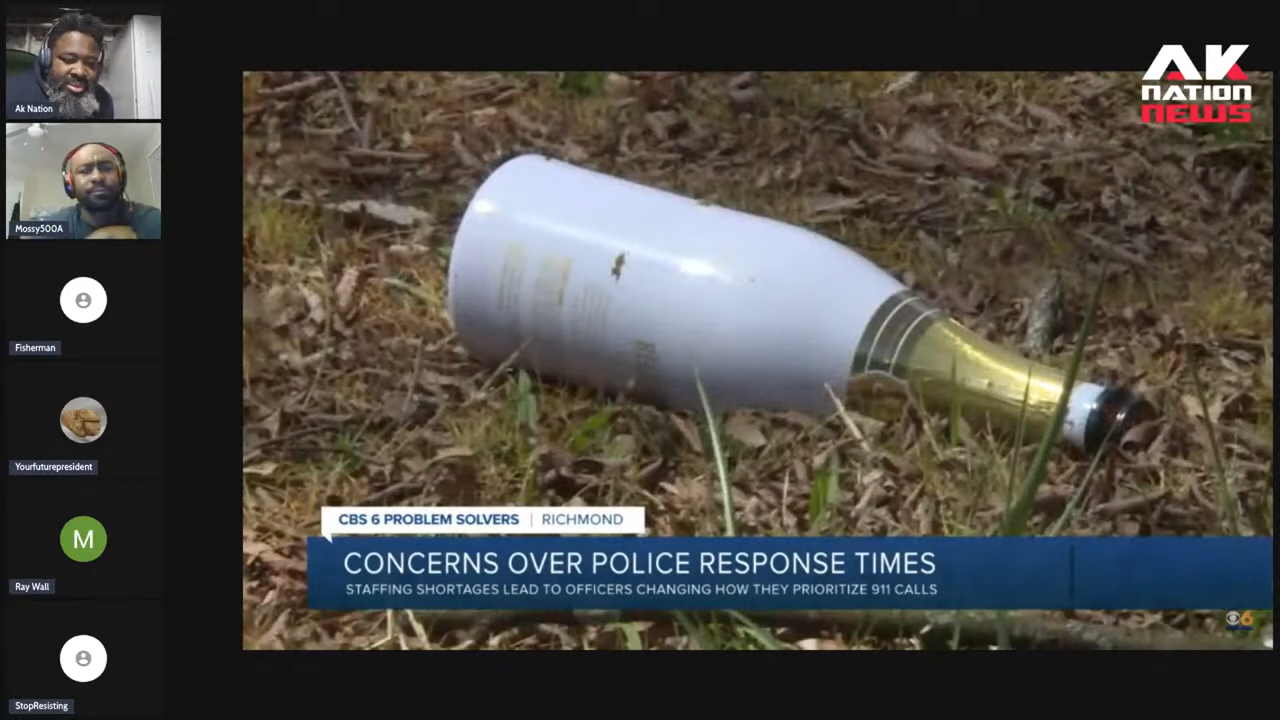 Ak Nation
Mossy500A
Fisherman
Yourfuturepresident
M
Ray Wall
StopResisting
AK
NATION
NEWS
CBS 6 PROBLEM SOLVERS | RICHMOND
CONCERNS OVER POLICE RESPONSE TIMES
STAFFING SHORTAGES LEAD TO OFFICERS CHANGING HOW THEY PRIORITIZE 911 CALLS
6